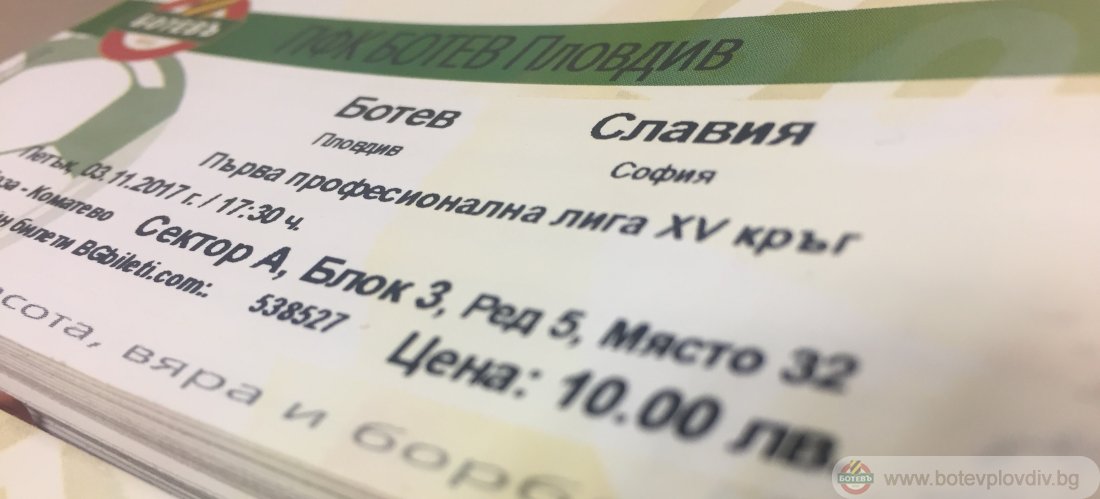 БОТЕВЪ
ПФК БОТЕВ Пловдив
Ботев Славия
Пловдив София
Първа професионална лига XV кръг
Петък, 03.11.2017 г. / 17:30 ч.
- Коматево
Сектор А, Блок 3, Ред 5, Място 32
билети BGbileti.com.: 538527
Цена: 10.00 лв.
вяра и
БОТЕВЪ
www.botevplovdiv.bg